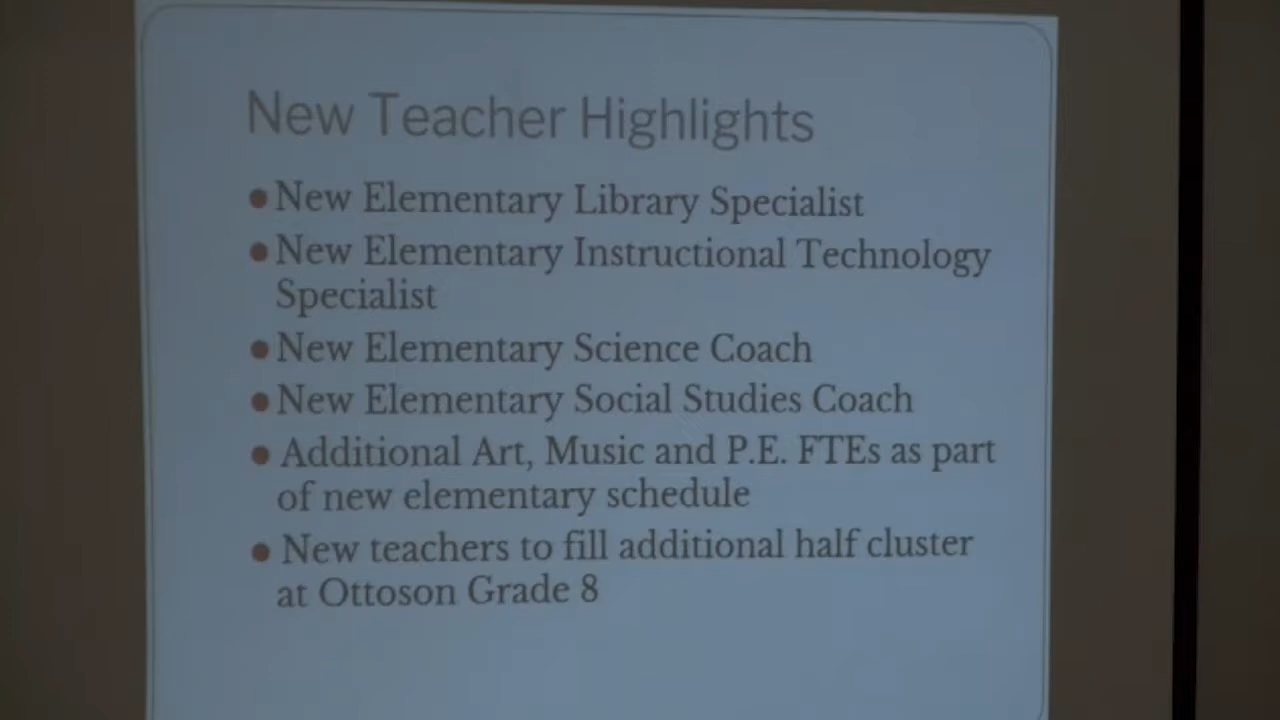 New Teacher Highlights
● New Elementary Library Specialist
● New Elementary Instructional Technology
Specialist
● New Elementary Science Coach
● New Elementary Social Studies Coach
● Additional Art, Music and P.E. FTEs as part
of new elementary schedule
● New teachers to fill additional half cluster
at Ottoson Grade 8